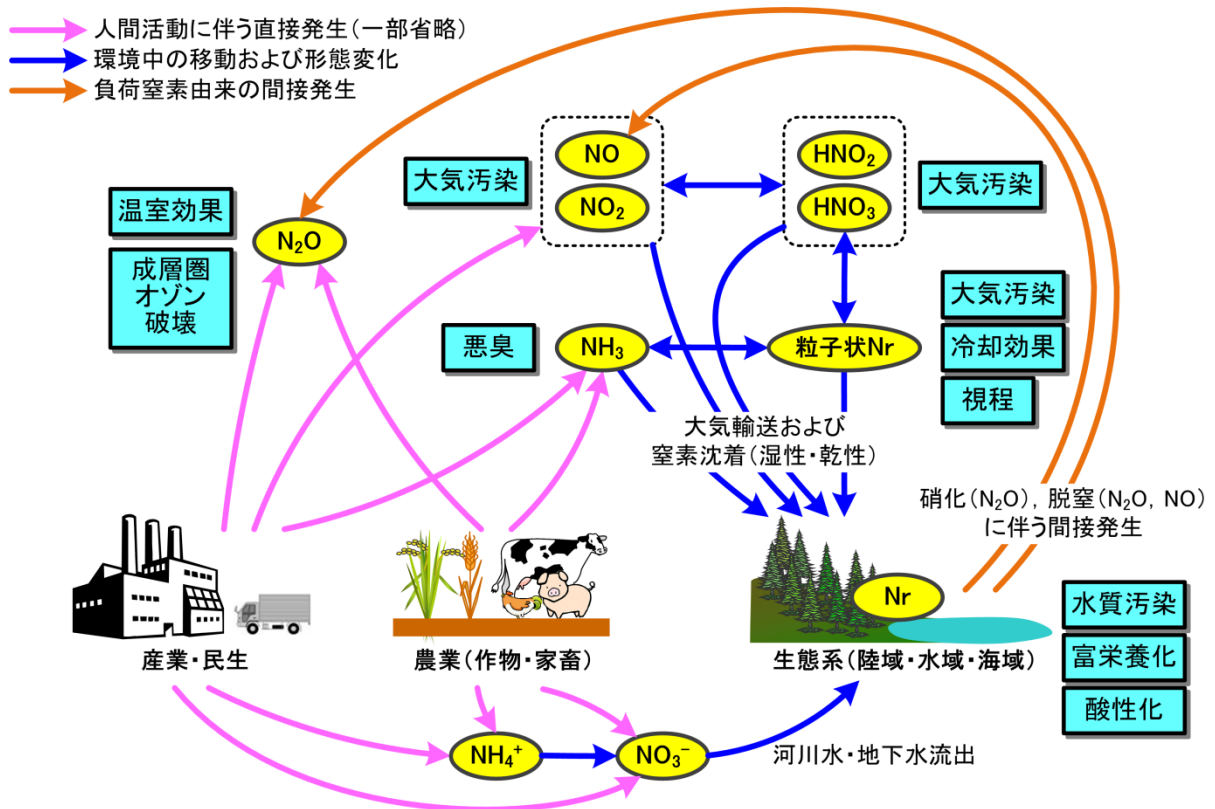 人間活動に伴う直接発生(一部省略)
環境中の移動および形態変化
負荷窒素由来の間接発生
NO
NO₂
HNO₂
HNO₃
大気汚染
大気汚染
温室効果
成層圏
オゾン
破壊
N₂O
大気汚染
冷却効果
視程
悪臭
NH₃
粒子状Nr
大気輸送および
窒素沈着(湿性・乾性)
硝化(N₂O), 脱窒(N₂O, NO)
に伴う間接発生
Nr
水質汚染
富栄養化
酸性化
産業・民生
農業(作物・家畜)
生態系(陸域・水域・海域)
NH₄⁺
NO₃⁻
河川水・地下水流出